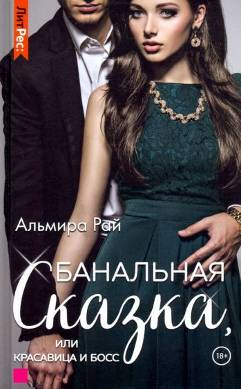 ЛитРес:
Альмира Рай
БАНАЛЬНАЯ
Сказка,
ИЛИ
КРАСАВИЦА И БОСС
18+